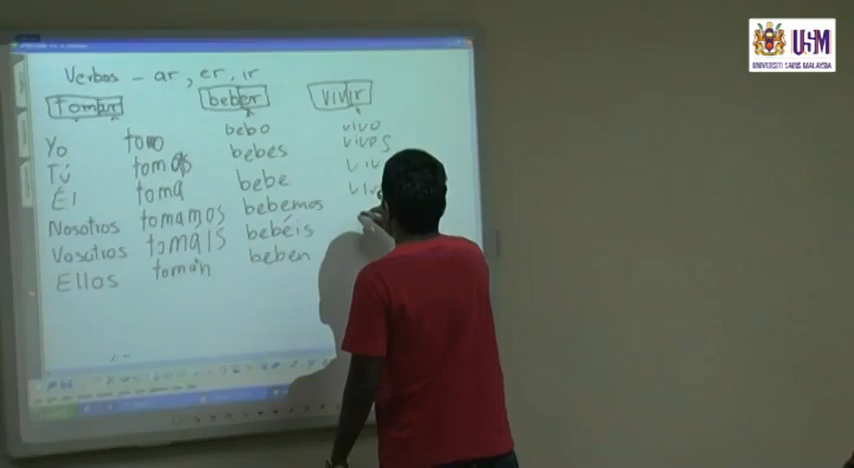 USM
UNIVERSITI SAINS MALAYSIA
Verbos - ar, er, ir
tomar beber vivir
Yo tomo bebo vivo
Tú tomas bebes vivos
Él toma bebe
Nosotros tomamos bebemos
Vosotros tomais bebéis
Ellos toman beben